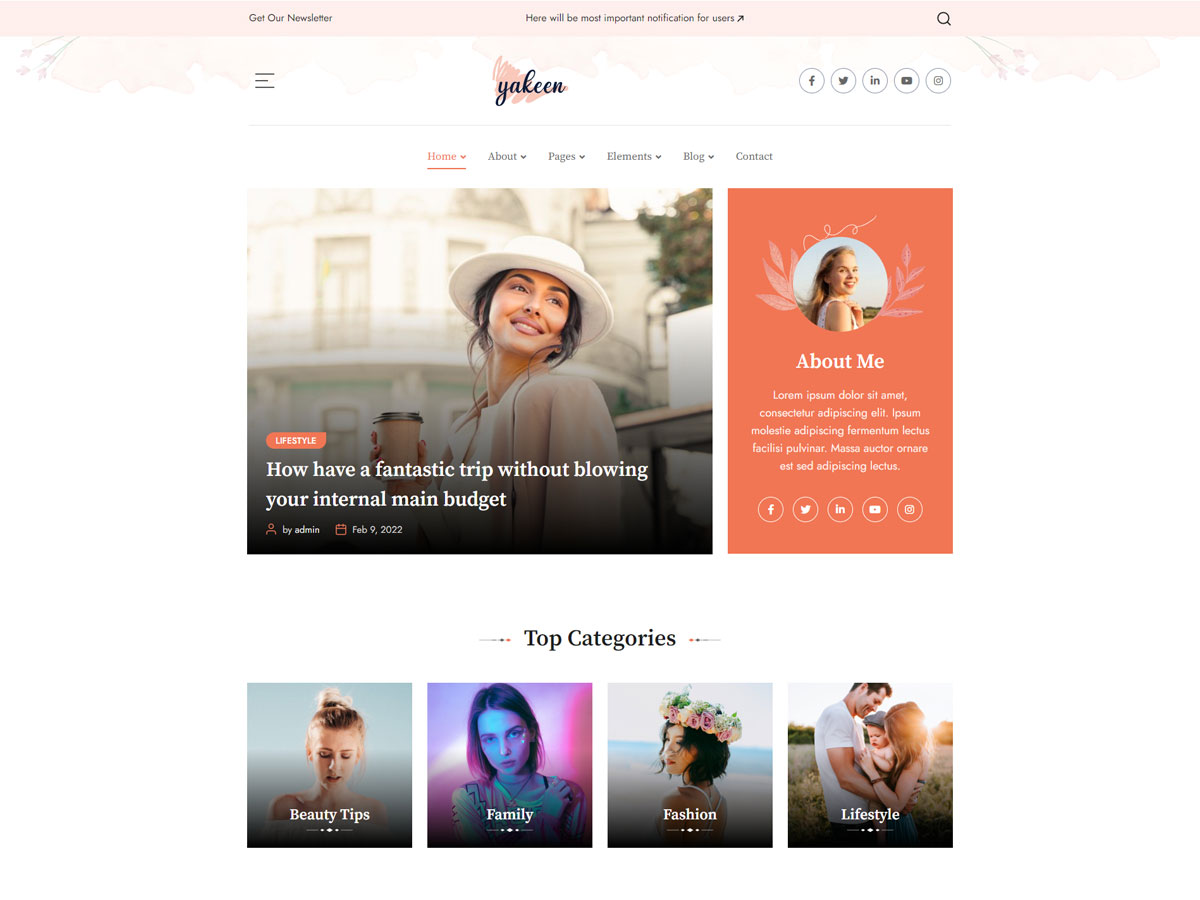 Get Our Newsletter
Here will be most important notification for users
yakeen
Home
About
Pages
Elements
Blog
Contact
LIFESTYLE
How have a fantastic trip without blowing
your internal main budget
by admin
Feb 9, 2022
About Me
Lorem ipsum dolor sit amet,
consectetur adipiscing elit. Ipsum
molestie adipiscing fermentum lectus
facilisi pulvinar. Massa auctor ornare
est sed adipiscing lectus.
Top Categories
Beauty Tips
Family
Fashion
Lifestyle